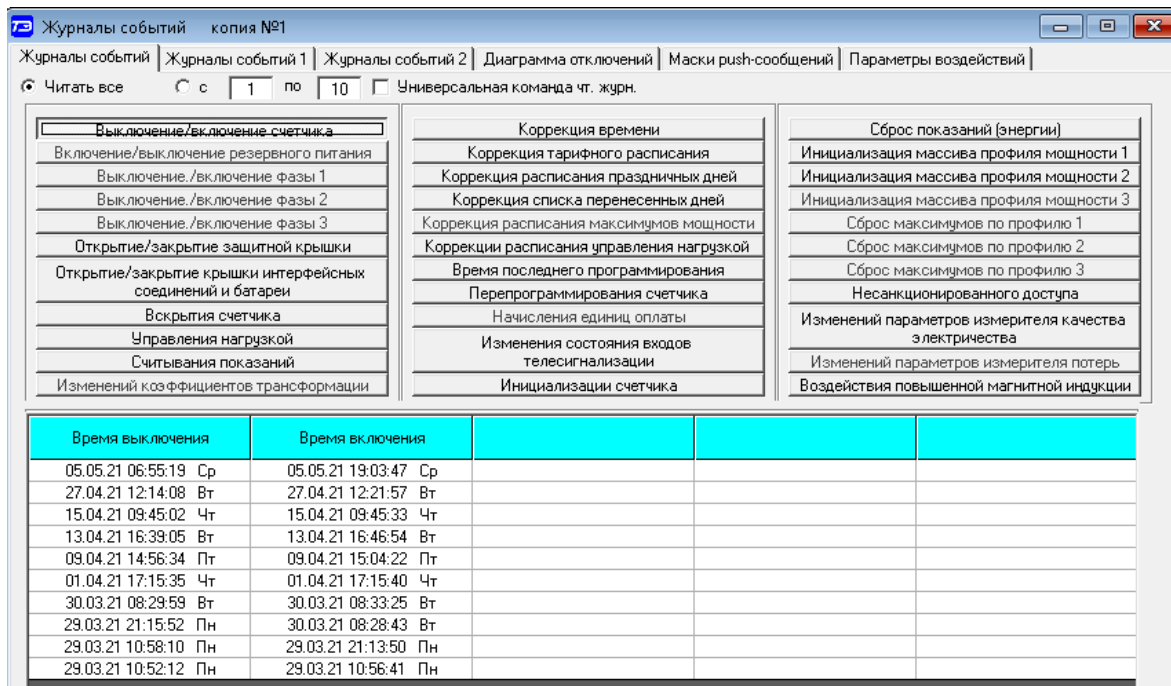 ТЭ Журналы событий копия №1
Журналы событий Журналы событий 1 Журналы событий 2 Диаграмма отключений Маски push-сообщений Параметры воздействий
Читать все с 1 по 10 Универсальная команда чт. журн.
Выключение/включение счетчика
Включение/выключение резервного питания
Выключение./включение фазы 1
Выключение./включение фазы 2
Выключение./включение фазы 3
Открытие/закрытие защитной крышки
Открытие/закрытие крышки интерфейсных
соединений и батареи
Вскрытия счетчика
Управления нагрузкой
Считывания показаний
Изменений коэффициентов трансформации
Коррекция времени
Коррекция тарифного расписания
Коррекция расписания праздничных дней
Коррекция списка перенесенных дней
Коррекция расписания максимумов мощности
Коррекции расписания управления нагрузкой
Время последнего программирования
Перепрограммирования счетчика
Начисления единиц оплаты
Изменения состояния входов
телесигнализации
Инициализации счетчика
Сброс показаний (энергии)
Инициализация массива профиля мощности 1
Инициализация массива профиля мощности 2
Инициализация массива профиля мощности 3
Сброс максимумов по профилю 1
Сброс максимумов по профилю 2
Сброс максимумов по профилю 3
Несанкционированного доступа
Изменений параметров измерителя качества
электричества
Изменений параметров измерителя потерь
Воздействия повышенной магнитной индукции
Время выключения Время включения
05.05.21 06:55:19 Ср 05.05.21 19:03:47 Ср
27.04.21 12:14:08 Вт 27.04.21 12:21:57 Вт
15.04.21 09:45:02 Чт 15.04.21 09:45:33 Чт
13.04.21 16:39:05 Вт 13.04.21 16:46:54 Вт
09.04.21 14:56:34 Пт 09.04.21 15:04:22 Пт
01.04.21 17:15:35 Чт 01.04.21 17:15:40 Чт
30.03.21 08:29:59 Вт 30.03.21 08:33:25 Вт
29.03.21 21:15:52 Пн 30.03.21 08:28:43 Вт
29.03.21 10:58:10 Пн 29.03.21 21:13:50 Пн
29.03.21 10:52:12 Пн 29.03.21 10:56:41 Пн